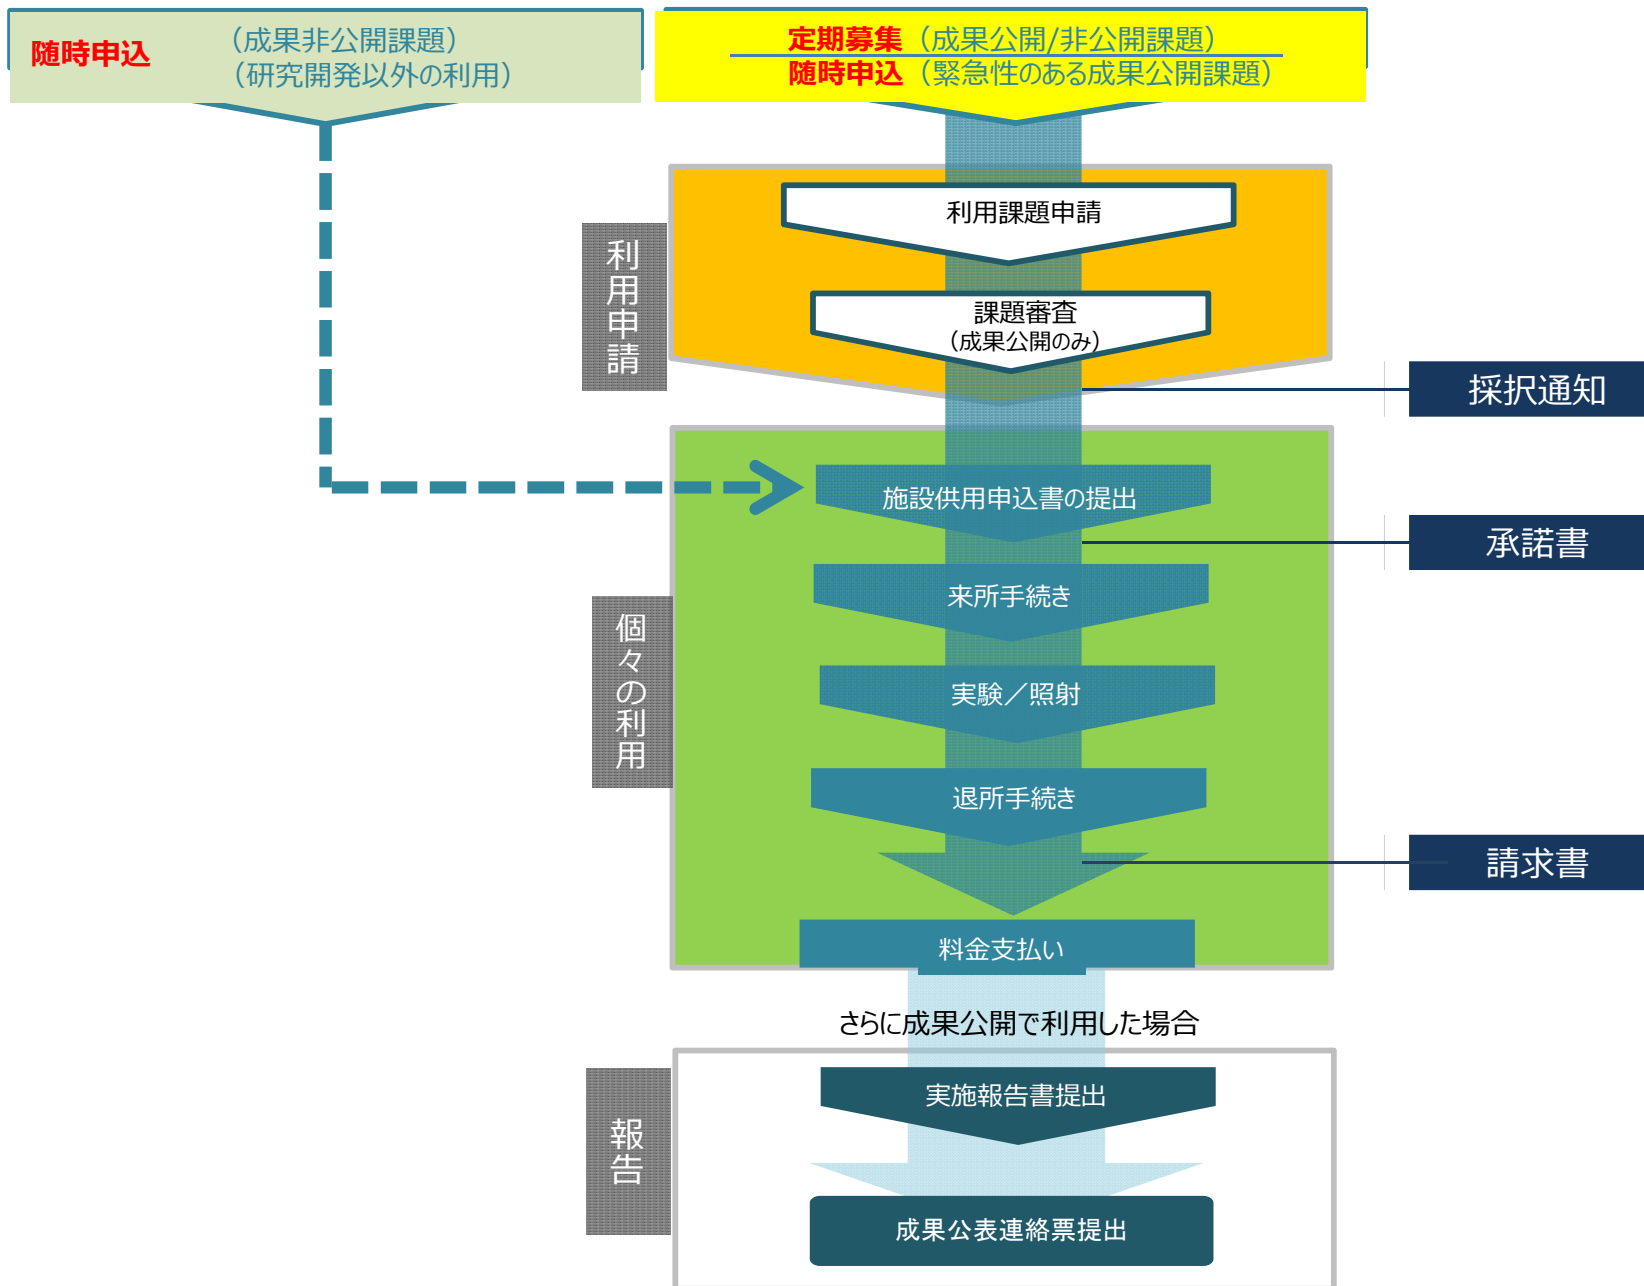 随時申込 （成果非公開課題）
（研究開発以外の利用）
定期募集（成果公開/非公開課題）
随時申込（緊急性のある成果公開課題）
利用申請
利用課題申請
課題審査
（成果公開のみ）
採択通知
個々の利用
施設供用申込書の提出
承諾書
来所手続き
実験／照射
退所手続き
請求書
料金支払い
さらに成果公開で利用した場合
報告
実施報告書提出
成果公表連絡票提出